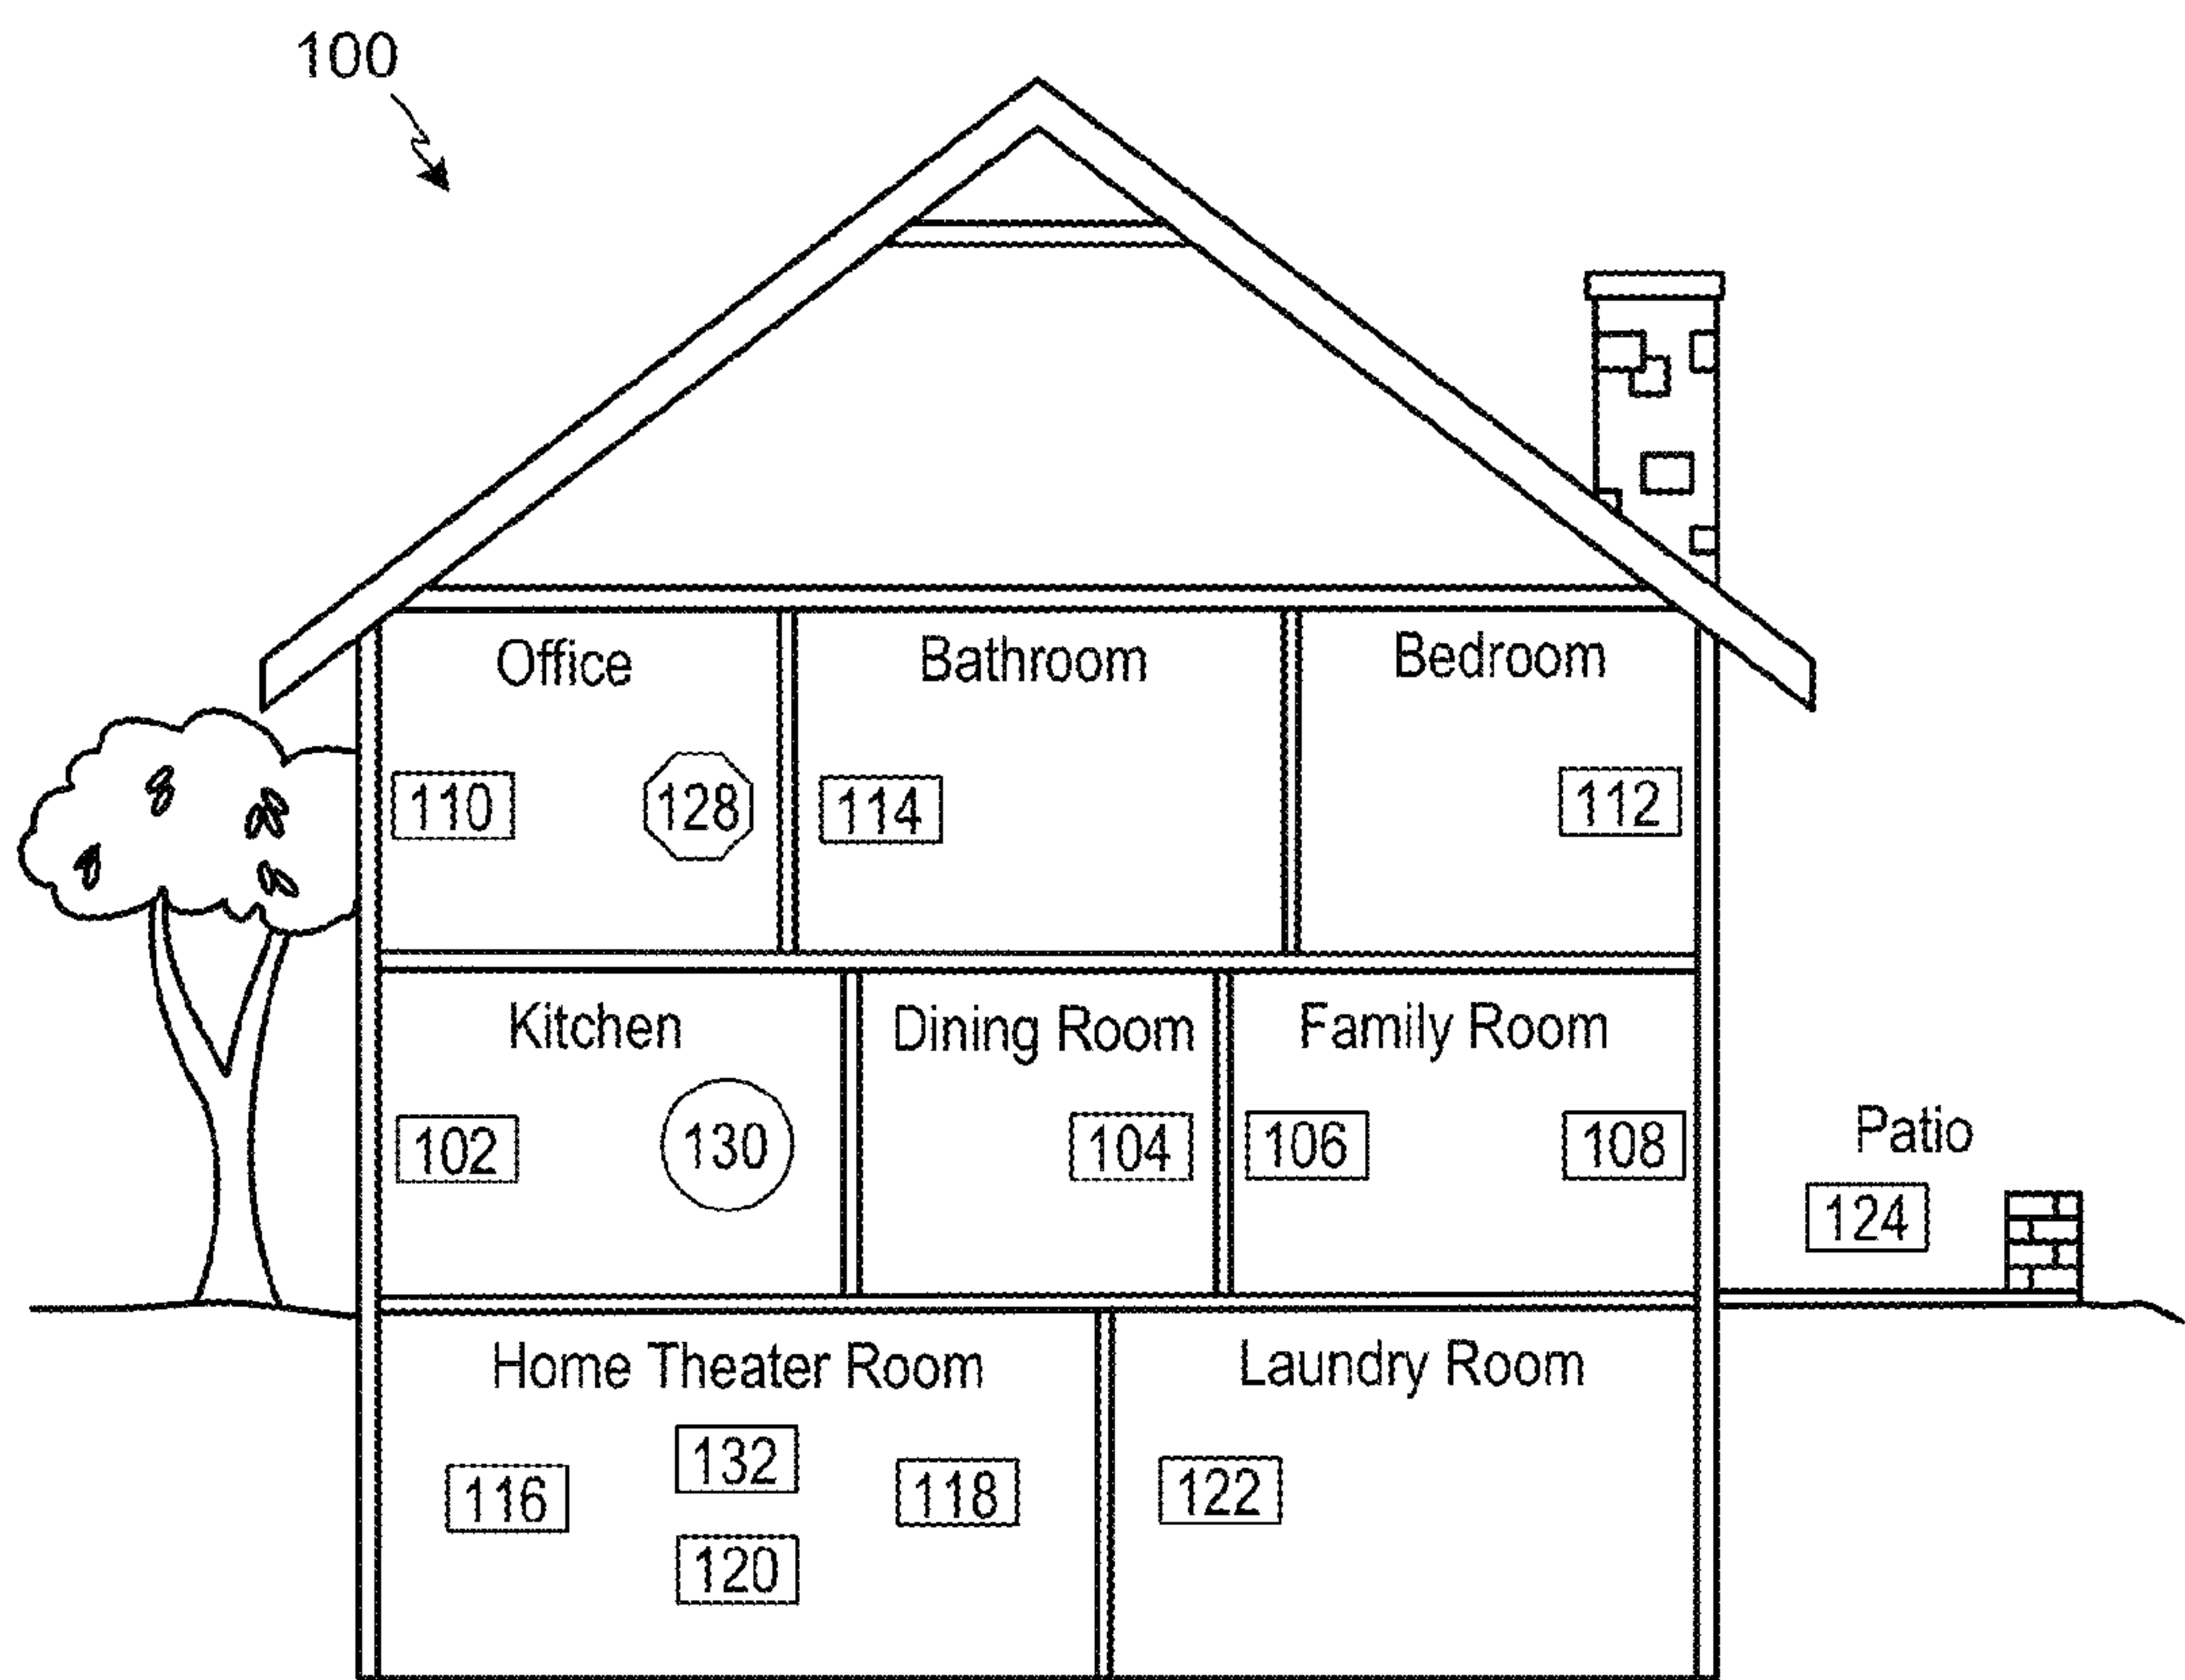 100
Office Bathroom Bedroom
110 128 114 112
Kitchen Dining Room Family Room
102 130 104 106 108
Patio
124
Home Theater Room Laundry Room
132
116 118 122
120